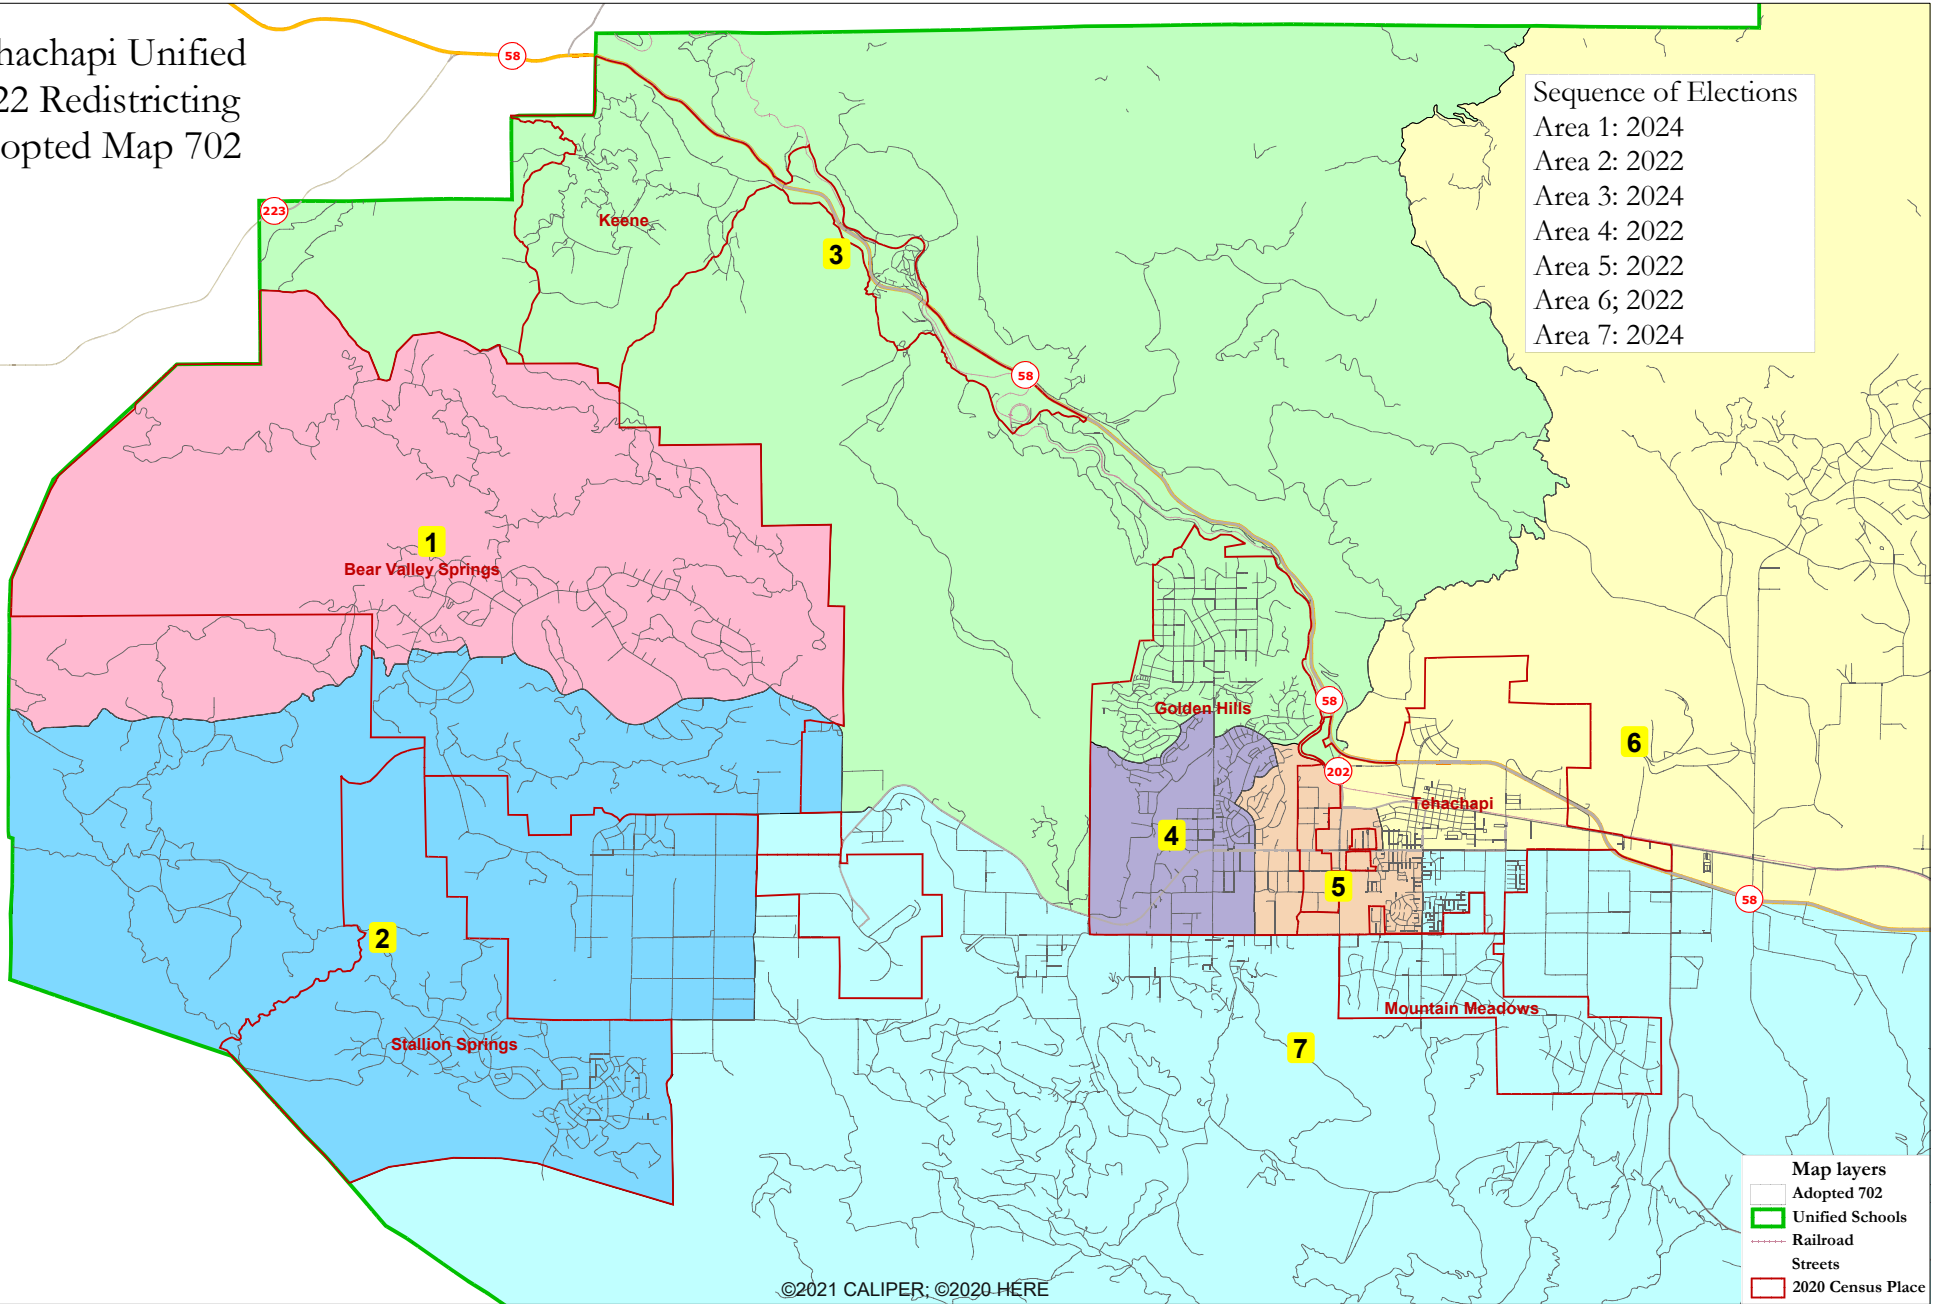 hachapi Unified
22 Redistricting
opted Map 702
58
223
Keene
3
Sequence of Elections
Area 1: 2024
Area 2: 2022
Area 3: 2024
Area 4: 2022
Area 5: 2022
Area 6; 2022
Area 7: 2024
58
1
Bear Valley Springs
Golden Hills
58
6
202
Tehachapi
4
5
58
2
Mountain Meadows
Stallion Springs
7
Map layers
Adopted 702
Unified Schools
Railroad
Streets
2020 Census Place
©2021 CALIPER; ©2020 HERE